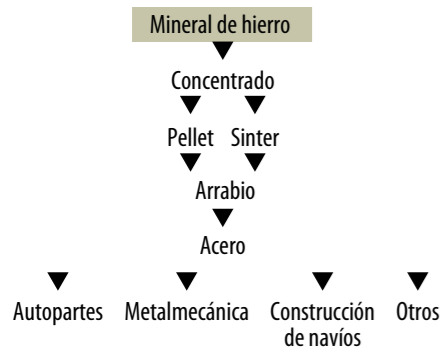 Mineral de hierro
Concentrado
Pellet Sinter
Arrabio
Acero
Autopartes Metalmecánica Construcción Otros
de navíos